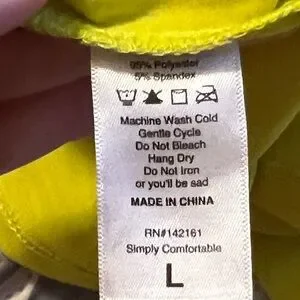 95% Polyester
5% Spandex
Machine Wash Cold
Gentle Cycle
Do Not Bleach
Hang Dry
Do Not Iron
or you'll be sad
MADE IN CHINA
RN#142161
Simply Comfortable
L